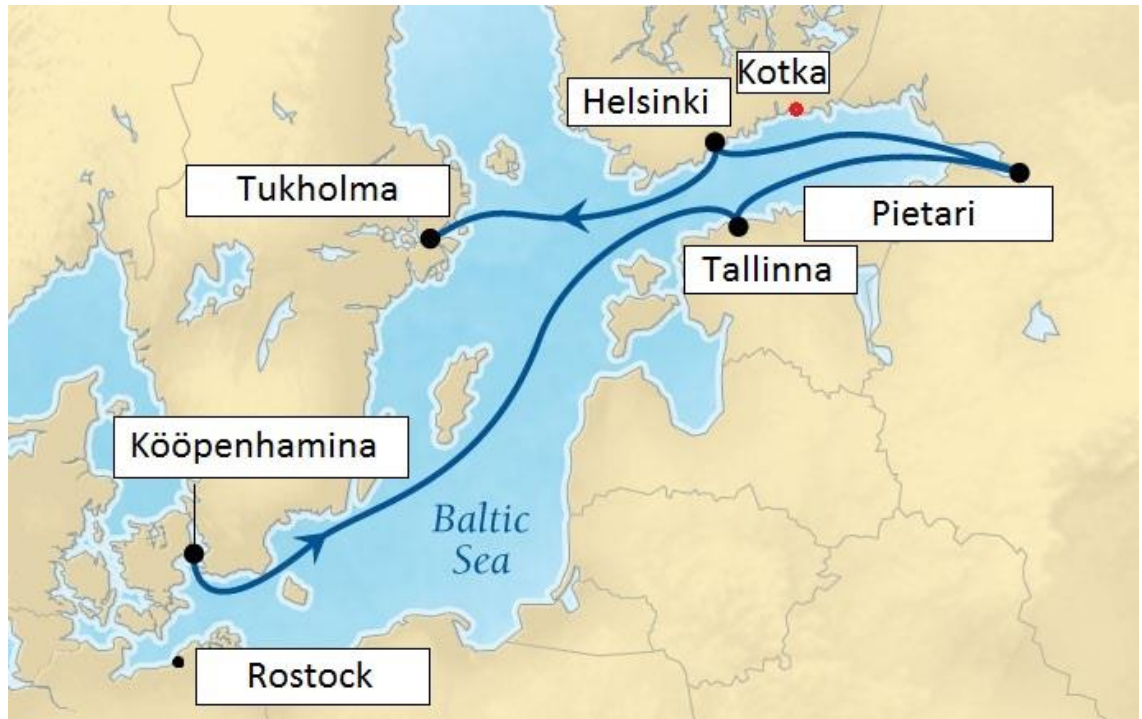 Kotka
Helsinki
Tukholma
Pietari
Tallinna
Kööpenhamina
Baltic
Sea
Rostock